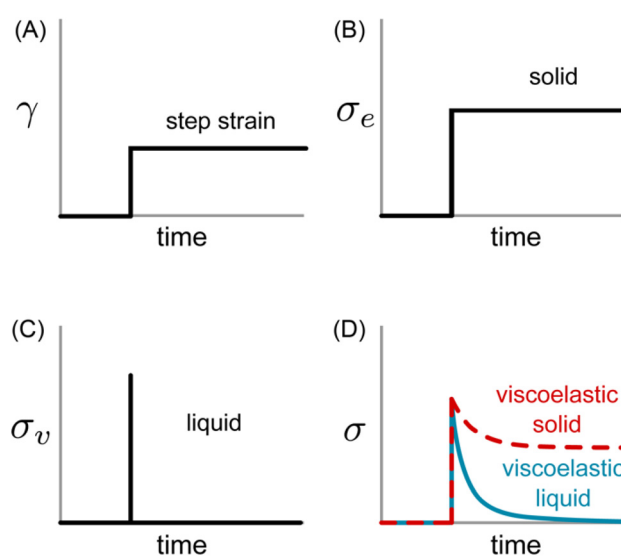 (A)
γ
step strain
time
(B)
σe
solid
time
(C)
σv
liquid
time
(D)
σ
viscoelastic
solid
viscoelastic
liquid
time